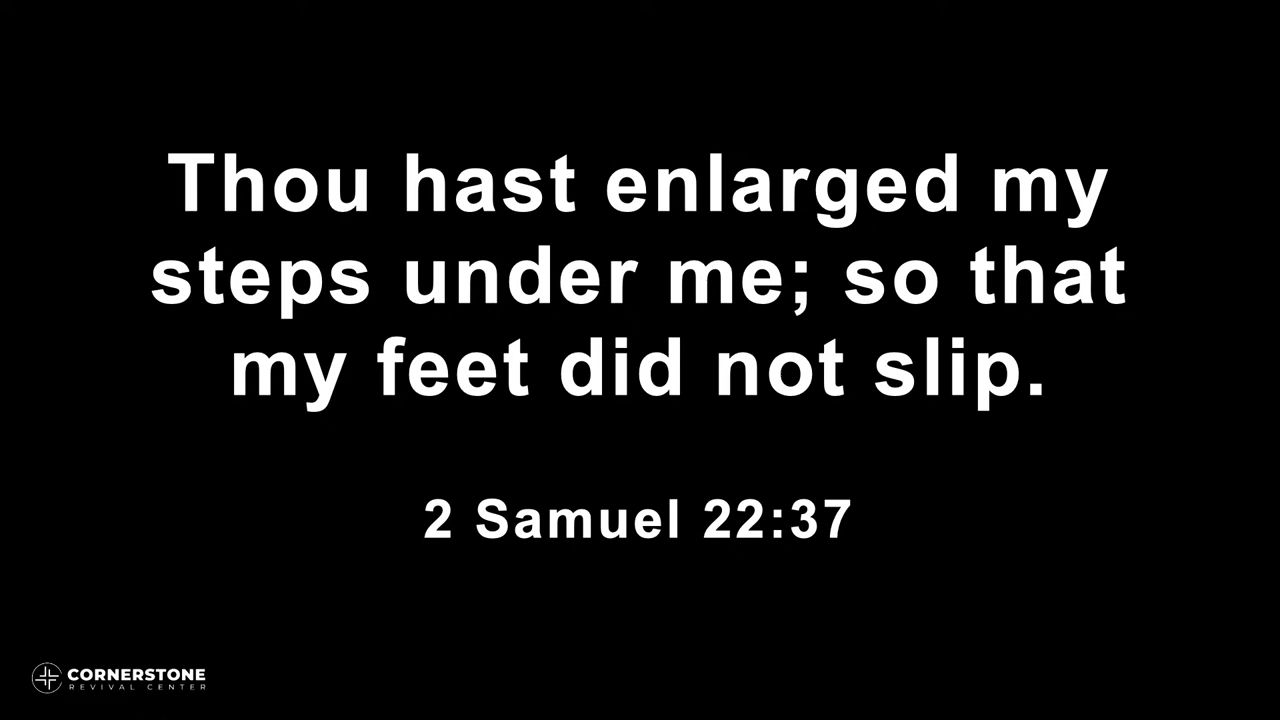 Thou hast enlarged my
steps under me; so that
my feet did not slip.
2 Samuel 22:37
CORNERSTONE
REVIVAL CENTER